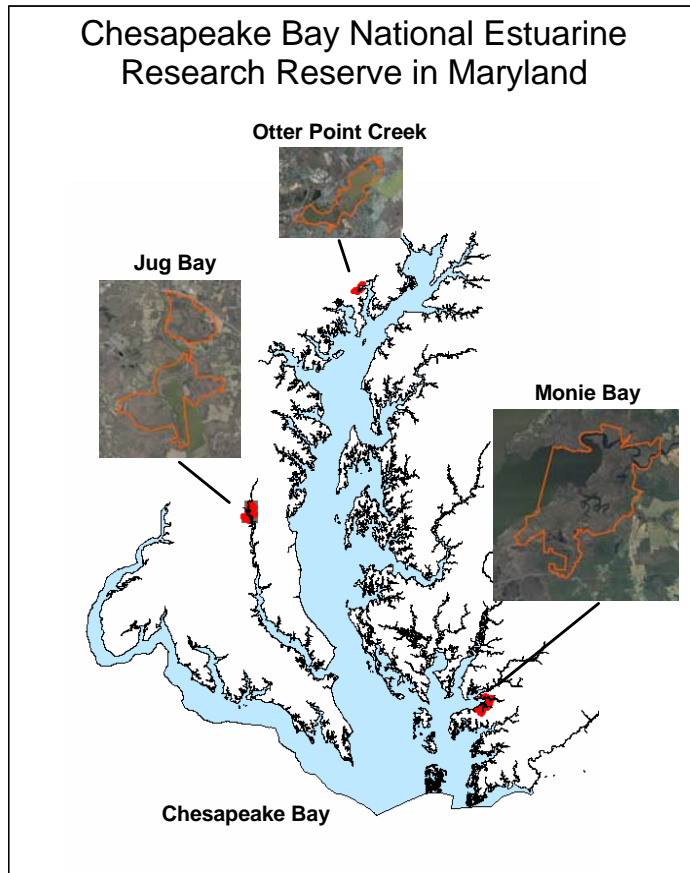 Chesapeake Bay National Estuarine
Research Reserve in Maryland
Otter Point Creek
Jug Bay
Monie Bay
Chesapeake Bay